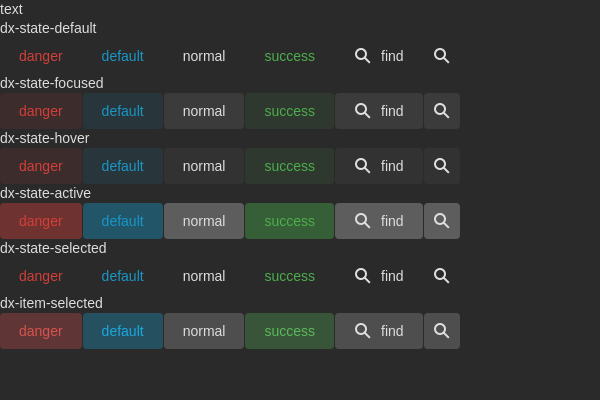 text
dx-state-default
danger default normal success find
dx-state-focused
danger default normal success find
dx-state-hover
danger default normal success find
dx-state-active
danger default normal success find
dx-state-selected
danger default normal success find
dx-item-selected
danger default normal success find